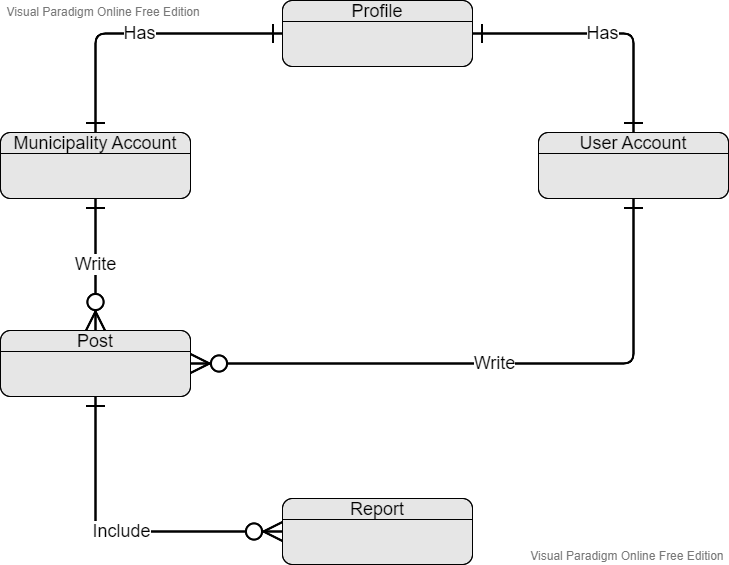 Visual Paradigm Online Free Edition
Profile
Has
Has
Municipality Account
User Account
Write
Post
Write
Include
Report
Visual Paradigm Online Free Edition